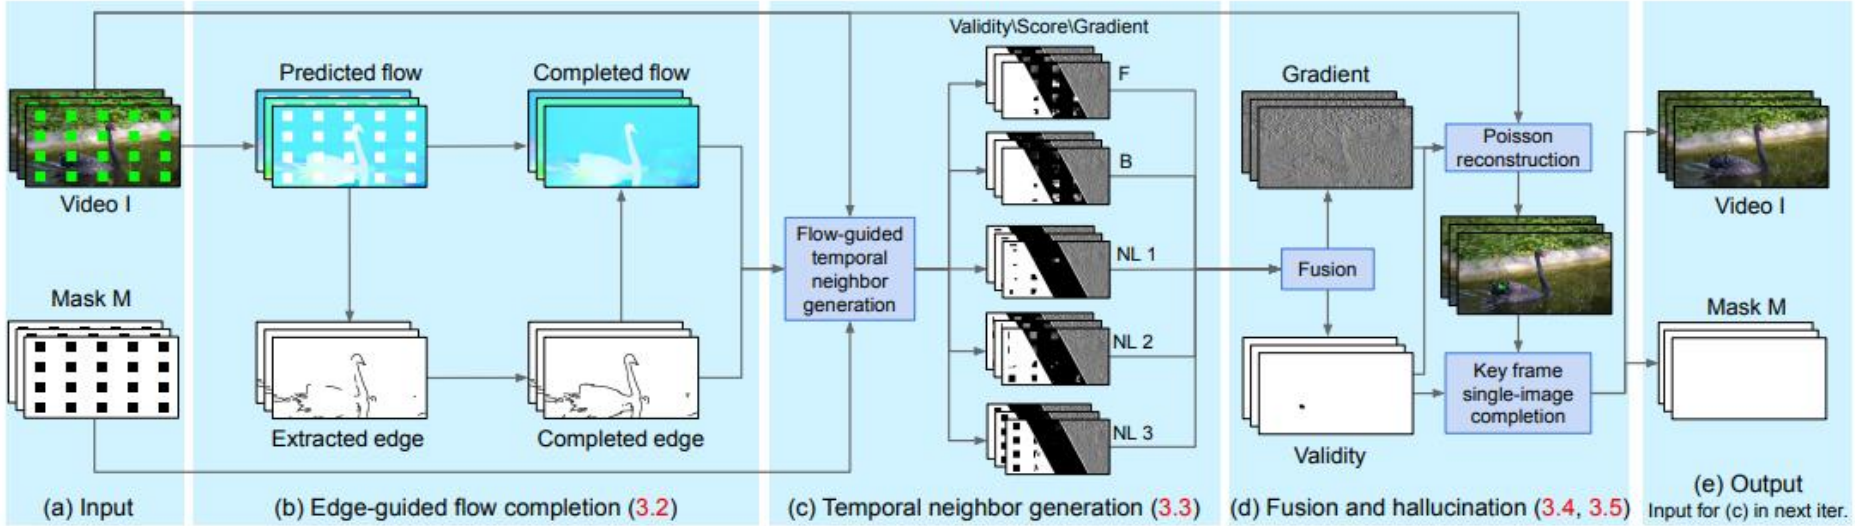 Video I
Mask M
(a) Input
Predicted flow
Completed flow
Extracted edge
Completed edge
(b) Edge-guided flow completion (3.2)
Flow-guided
temporal
neighbor
generation
Validity\Score\Gradient
F
B
NL 1
NL 2
NL 3
(c) Temporal neighbor generation (3.3)
Gradient
Fusion
Validity
Poisson
reconstruction
Key frame
single-image
completion
(d) Fusion and hallucination (3.4, 3.5)
Video I
Mask M
(e) Output
Input for (c) in next iter.